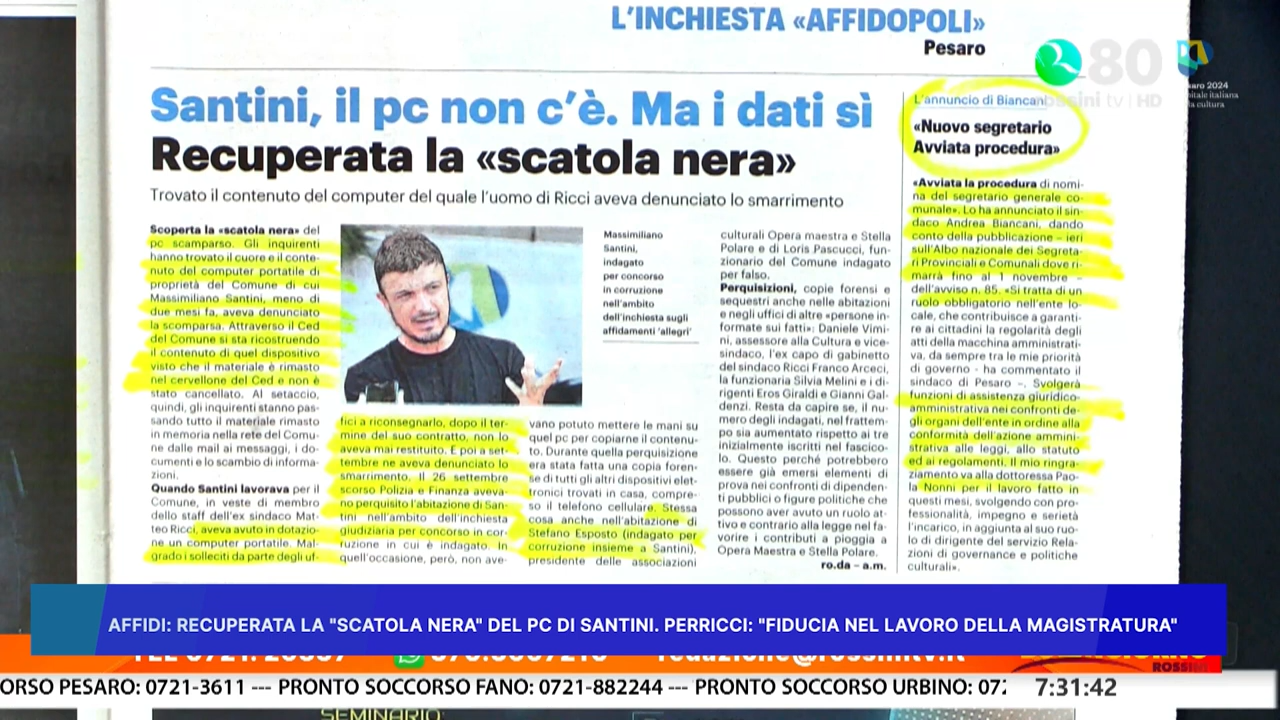 L'INCHIESTA «AFFIDOPOLI»
Pesaro
80
rossini tv | HD
Santini, il pc non c'è. Ma i dati sì
Recuperata la «scatola nera»
Trovato il contenuto del computer del quale l'uomo di Ricci aveva denunciato lo smarrimento
Scoperta la «scatola nera» del
pc scamparso. Gli inquirenti
hanno trovato il cuore e il conte-
nuto del computer portatile di
proprietà del Comune di cui
Massimiliano Santini, meno di
due mesi fa, aveva denunciato
la scomparsa. Attraverso il Ced
del Comune si sta ricostruendo
il contenuto di quel dispositivo
visto che il materiale è rimasto
nel cervellone del Ced e non è
stato cancellato. Al setaccio,
quindi, gli inquirenti stanno pas-
sando tutto il materiale rimasto
in memoria nella rete del Comu-
ne dalle mail ai messaggi, i do-
cumenti e lo scambio di informa-
zioni.
Quando Santini lavorava per il
Comune, in veste di membro
dello staff dell'ex sindaco Mat-
teo Ricci, aveva avuto in dotazio-
ne un computer portatile. Mal-
grado i solleciti da parte degli uf-
fici a riconsegnarlo, dopo il ter-
mine del suo contratto, non lo
aveva mai restituito. E poi a set-
tembre ne aveva denunciato lo
smarrimento. Il 26 settembre
scorso Polizia e Finanza aveva-
no perquisito l'abitazione di San-
tini nell'ambito dell'inchiesta
giudiziaria per concorso in cor-
ruzione in cui è indagato. In
quell'occasione, però, non ave-
vano potuto mettere le mani su
quel pc per copiarne il contenu-
to. Durante quella perquisizione
era stata fatta una copia foren-
se di tutti gli altri dispositivi elet-
tronici trovati in casa, compre-
so il telefono cellulare. Stessa
cosa anche nell'abitazione di
Stefano Esposto (indagato per
corruzione insieme a Santini),
presidente delle associazioni
Massimiliano
Santini,
indagato
per concorso
in corruzione
nell'ambito
dell'inchiesta sugli
affidamenti 'allegri'
culturali Opera maestra e Stella
Polare e di Loris Pascucci, fun-
zionario del Comune indagato
per falso.
Perquisizioni, copie forensi e
sequestri anche nelle abitazioni
e negli uffici di altre «persone in-
formate sui fatti»: Daniele Vimi-
ni, assessore alla Cultura e vice-
sindaco, l'ex capo di gabinetto
del sindaco Ricci Franco Arceci,
la funzionaria Silvia Melini e i di-
rigenti Eros Giraldi e Gianni Gal-
denzi. Resta da capire se, il nu-
mero degli indagati, nel frattem-
po sia aumentato rispetto ai tre
inizialmente iscritti nel fascico-
lo. Questo perché potrebbero
essere già emersi elementi di
prova nei confronti di dipenden-
ti pubblici o figure politiche che
possono aver avuto un ruolo at-
tivo e contrario alla legge nel fa-
vorire i contributi a pioggia a
Opera Maestra e Stella Polare.
ro.da – a.m.
L'annuncio di Biancani
«Nuovo segretario
Avviata procedura»
«Avviata la procedura di nomi-
na del segretario generale co-
munale». Lo ha annunciato il sin-
daco Andrea Biancani, dando
conto della pubblicazione – ieri
sull'Albo nazionale dei Segreta-
ri Provinciali e Comunali dove ri-
marrà fino al 1 novembre –
dell'avviso n. 85. «Si tratta di un
ruolo obbligatorio nell'ente lo-
cale, che contribuisce a garanti-
re ai cittadini la regolarità degli
atti della macchina amministrati-
va, da sempre tra le mie priorità
di governo - ha commentato il
sindaco di Pesaro –. Svolgerà
funzioni di assistenza giuridico-
amministrativa nei confronti de-
gli organi dell'ente in ordine alla
conformità dell'azione ammini-
strativa alle leggi, allo statuto
ed ai regolamenti. Il mio ringra-
ziamento va alla dottoressa Pao-
la Nonni per il lavoro fatto in
questi mesi, svolgendo con pro-
fessionalità, impegno e serietà
l'incarico, in aggiunta al suo ruo-
lo di dirigente del servizio Rela-
zioni di governance e politiche
culturali».
AFFIDI: RECUPERATA LA "SCATOLA NERA" DEL PC DI SANTINI. PERRICCI: "FIDUCIA NEL LAVORO DELLA MAGISTRATURA"
ROSSINI
ORSO PESARO: 0721-3611 --- PRONTO SOCCORSO FANO: 0721-882244 --- PRONTO SOCCORSO URBINO: 072
7:31:42
SEMINARIO: